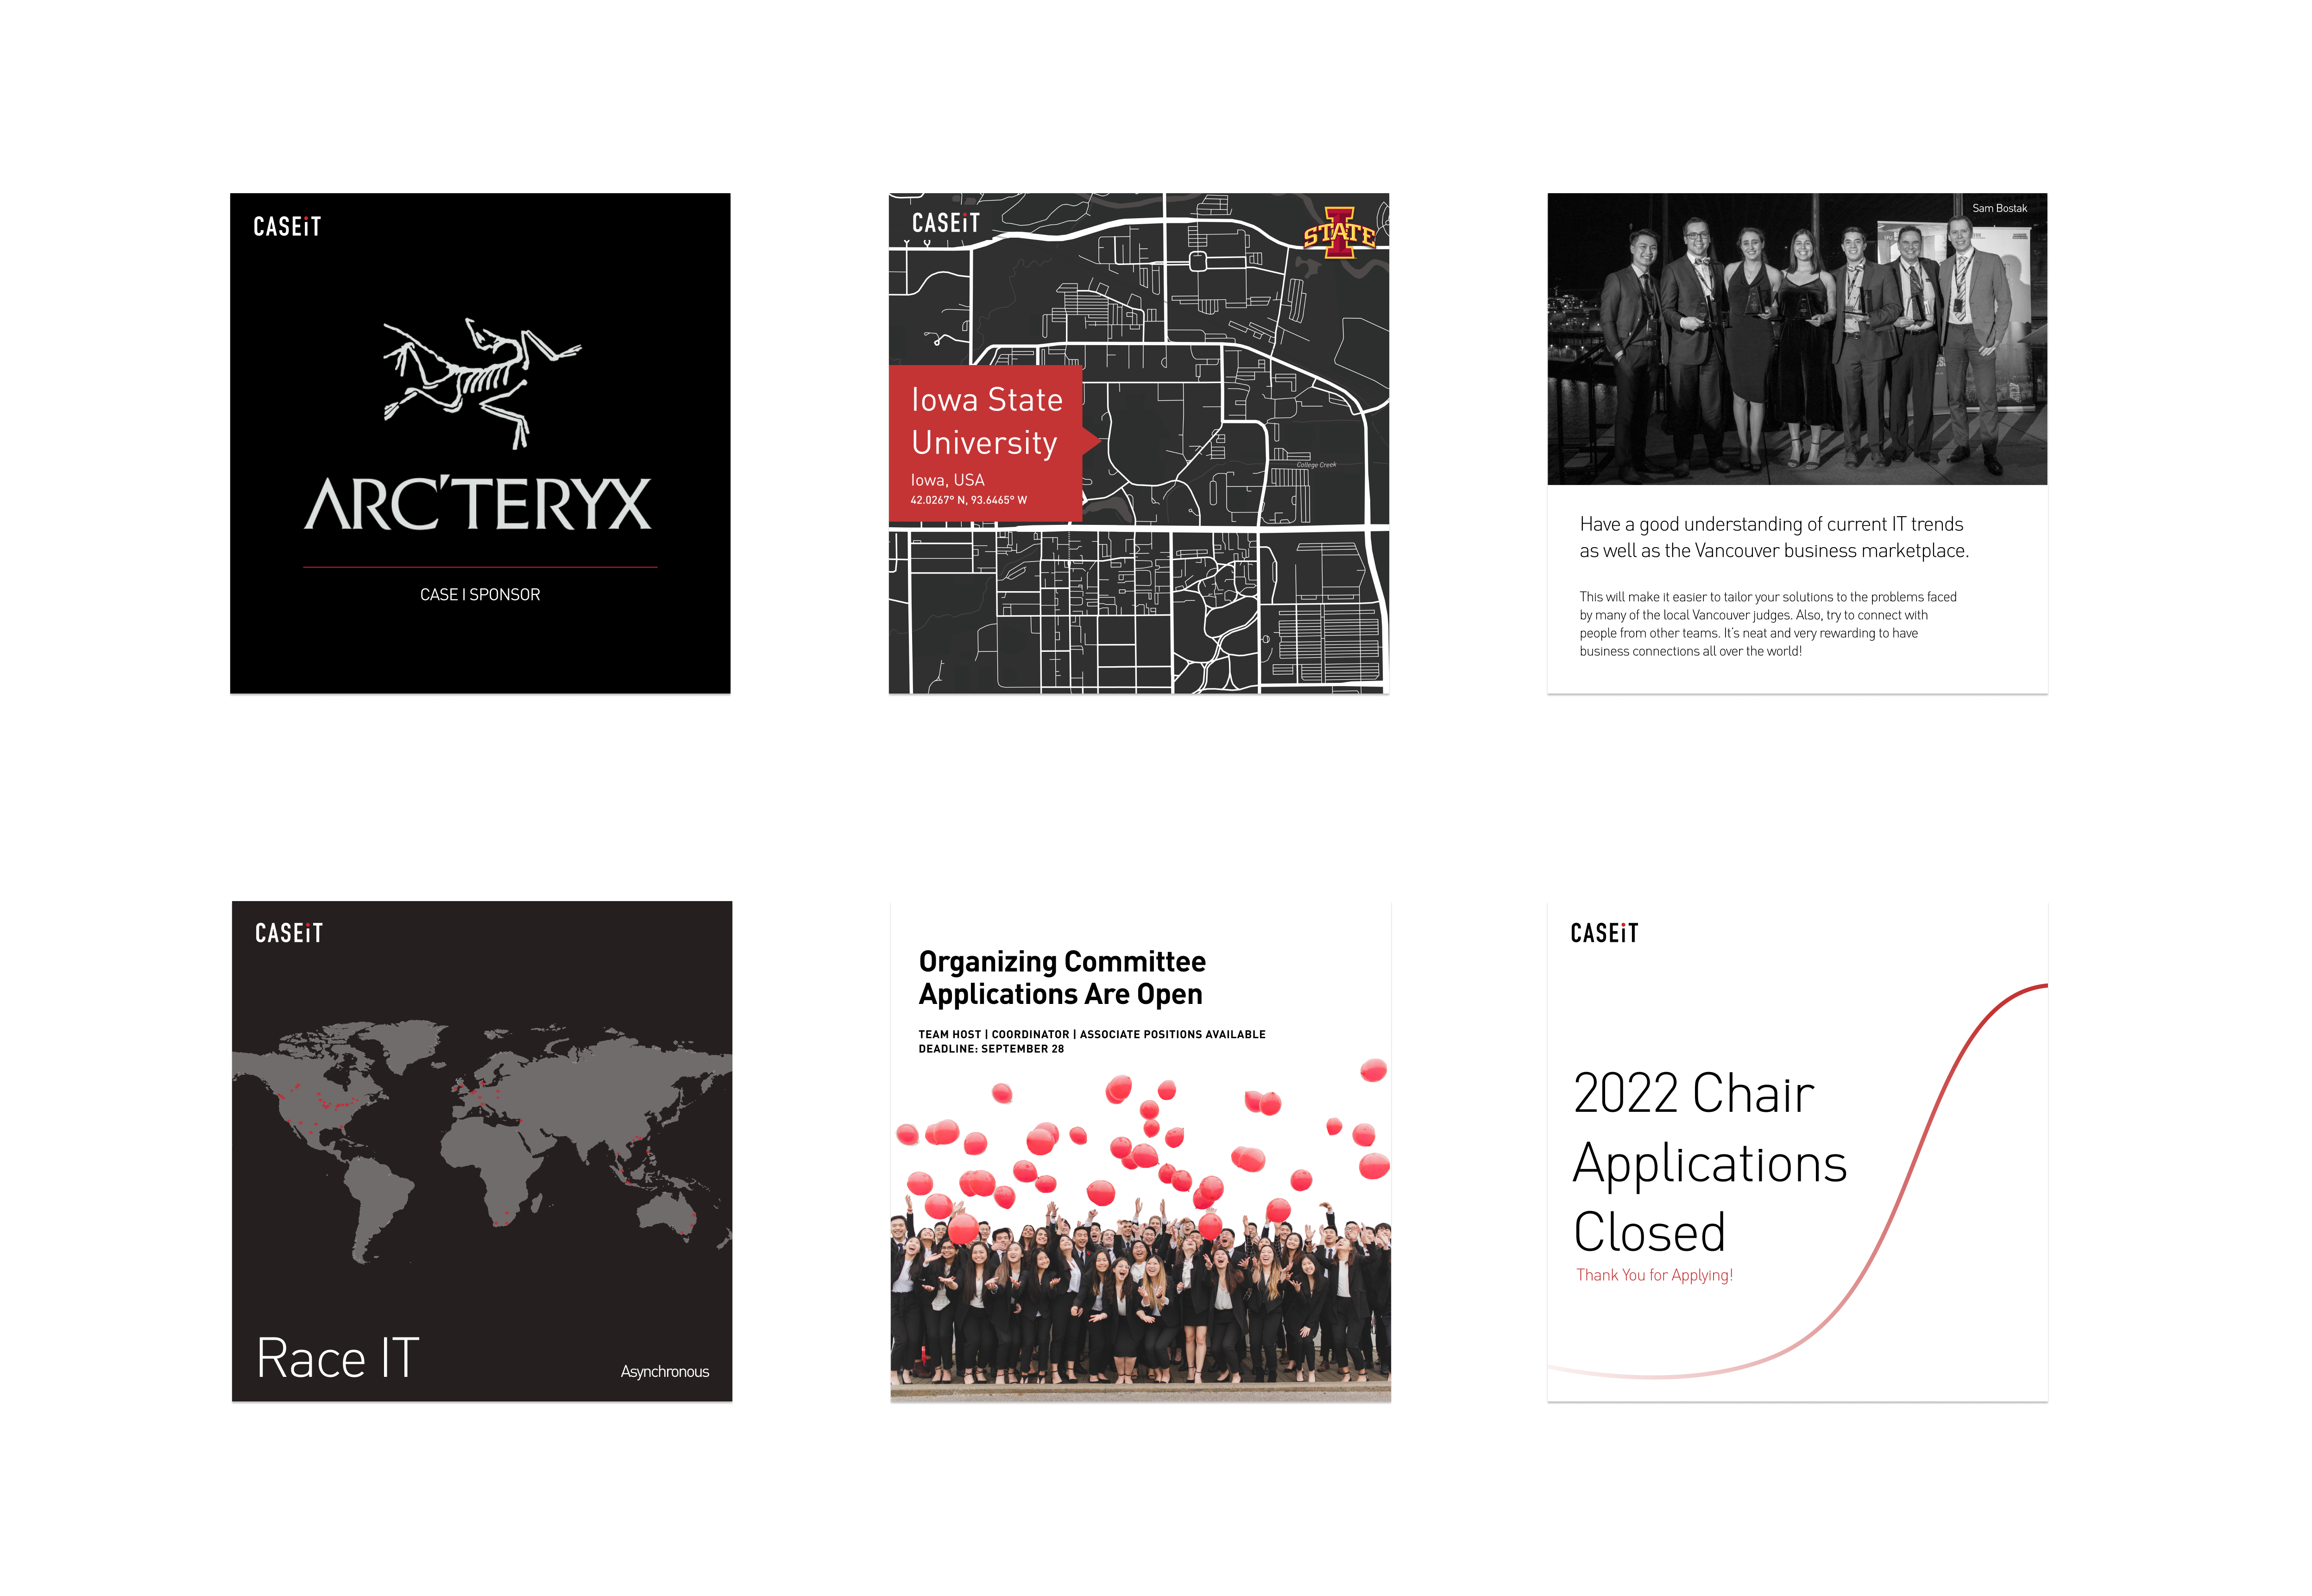 CASEiT
ARC'TERYX
CASE I SPONSOR
CASEiT
STATE
Iowa State
University
Iowa, USA
42.0267° N, 93.6465° W
College Creek
Sam Bostak
Have a good understanding of current IT trends
as well as the Vancouver business marketplace.
This will make it easier to tailor your solutions to the problems faced
by many of the local Vancouver judges. Also, try to connect with
people from other teams. It's neat and very rewarding to have
business connections all over the world!
CASEiT
Race IT
Asynchronous
Organizing Committee
Applications Are Open
TEAM HOST | COORDINATOR | ASSOCIATE POSITIONS AVAILABLE
DEADLINE: SEPTEMBER 28
CASEiT
2022 Chair
Applications
Closed
Thank You for Applying!